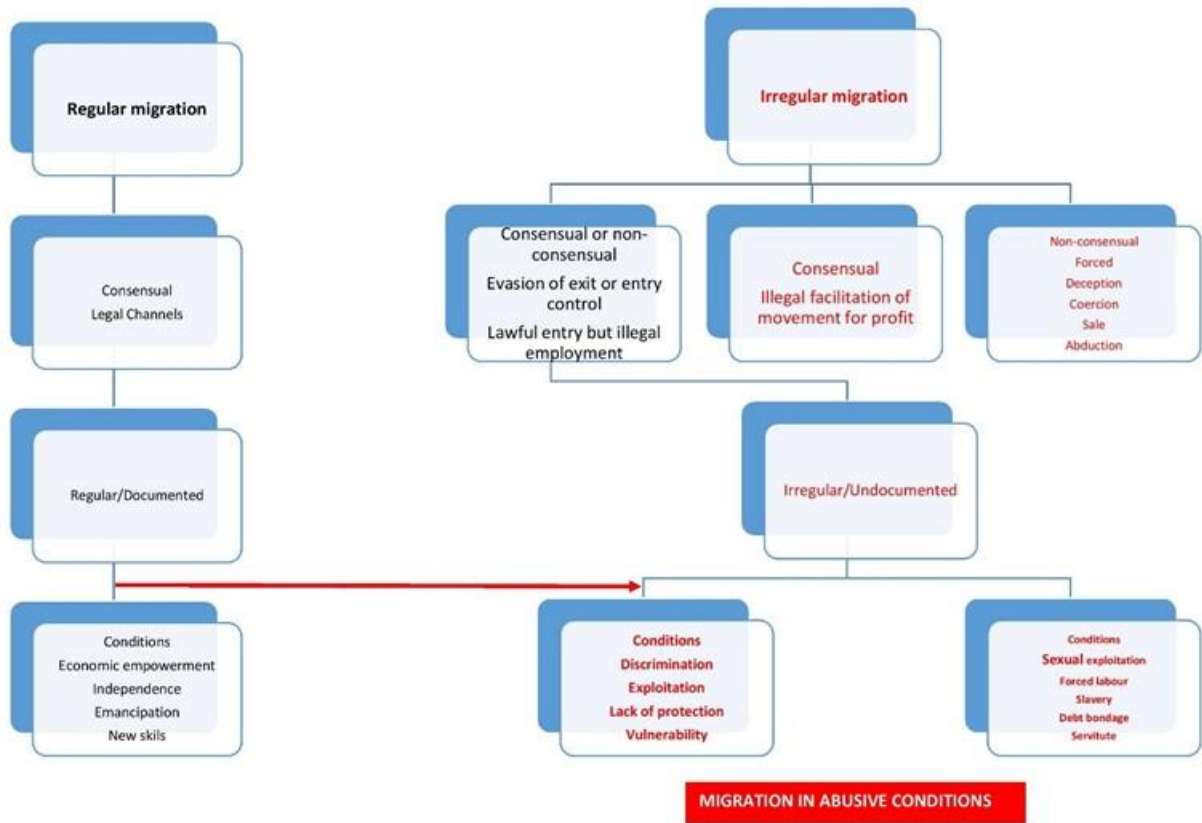 Regular migration
Irregular migration
Consensual
Legal Channels
Consensual or non-
consensual
Evasion of exit or entry
control
Lawful entry but illegal
employment
Consensual
Illegal facilitation of
movement for profit
Non-consensual
Forced
Deception
Coercion
Sale
Abduction
Regular/Documented
Irregular/Undocumented
Conditions
Economic empowerment
Independence
Emancipation
New skils
Conditions
Discrimination
Exploitation
Lack of protection
Vulnerability
Conditions
Sexual exploitation
Forced labour
Slavery
Debt bondage
Servitute
MIGRATION IN ABUSIVE CONDITIONS